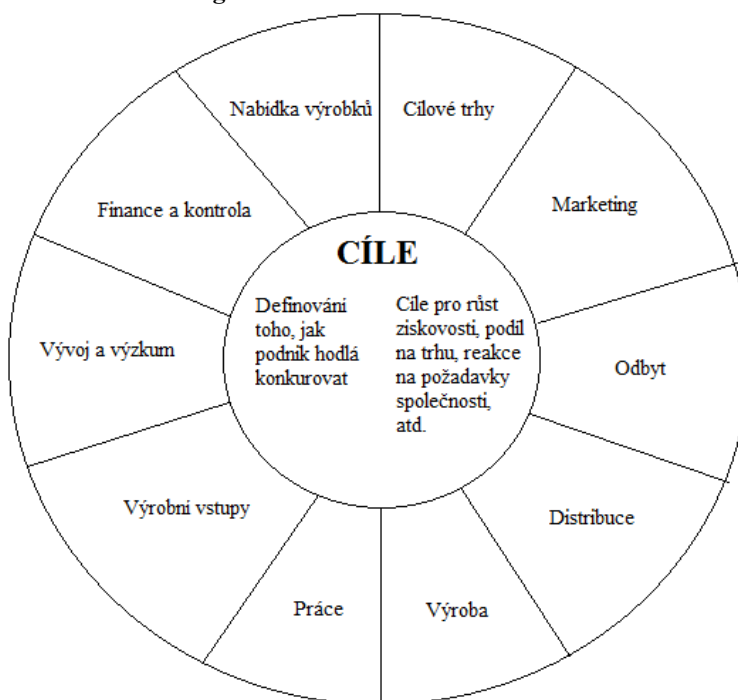 Nabídka výrobků
Cílové trhy
Marketing
Odbyt
Distribuce
Výroba
Práce
Výrobní vstupy
Vývoj a výzkum
Finance a kontrola
CÍLE
Definování
toho, jak
podnik hodlá
konkurovat
Cíle pro růst
ziskovosti, podíl
na trhu, reakce
na požadavky
společnosti,
atd.